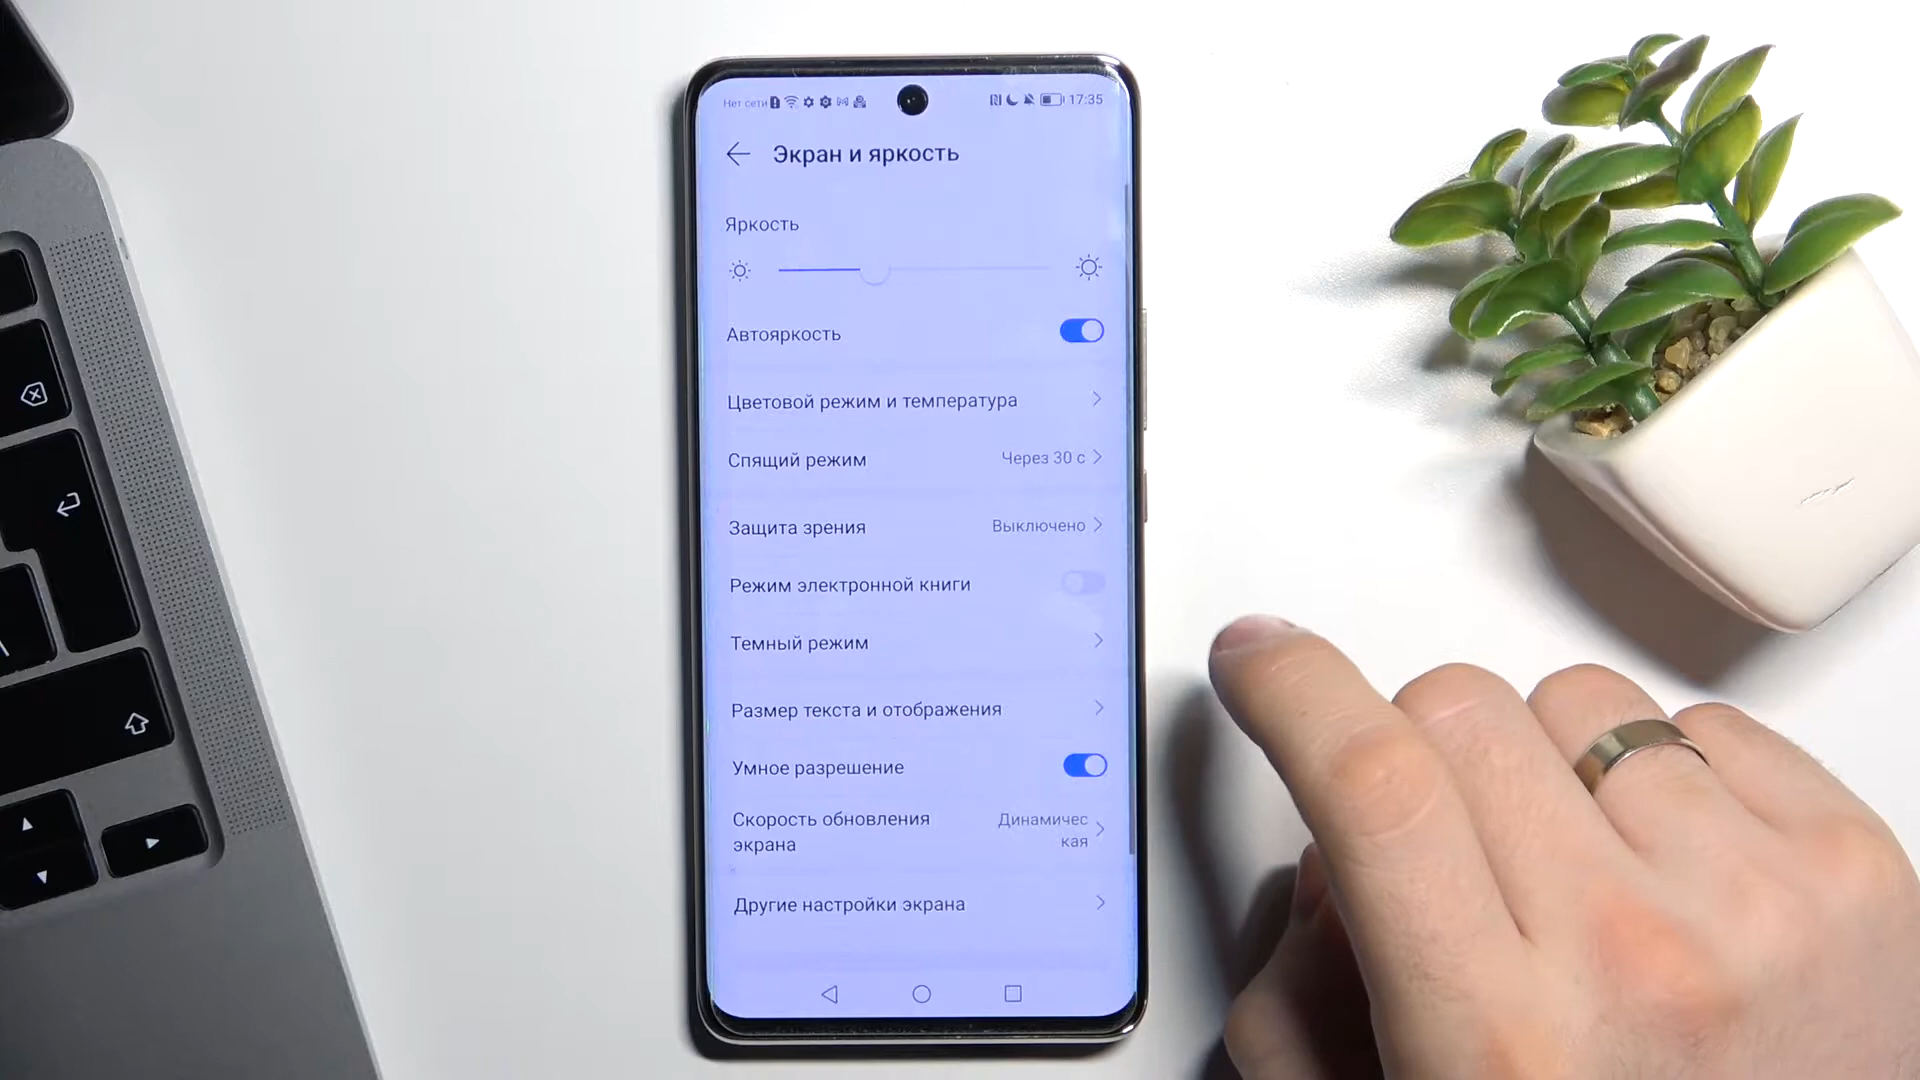 Нет сети 17:35
Экран и яркость
Яркость
Автояркость
Цветовой режим и температура
Спящий режим Через 30 с
Защита зрения Выключено
Режим электронной книги
Темный режим
Размер текста и отображения
Умное разрешение
Скорость обновления
экрана
Динамичес
кая
Другие настройки экрана